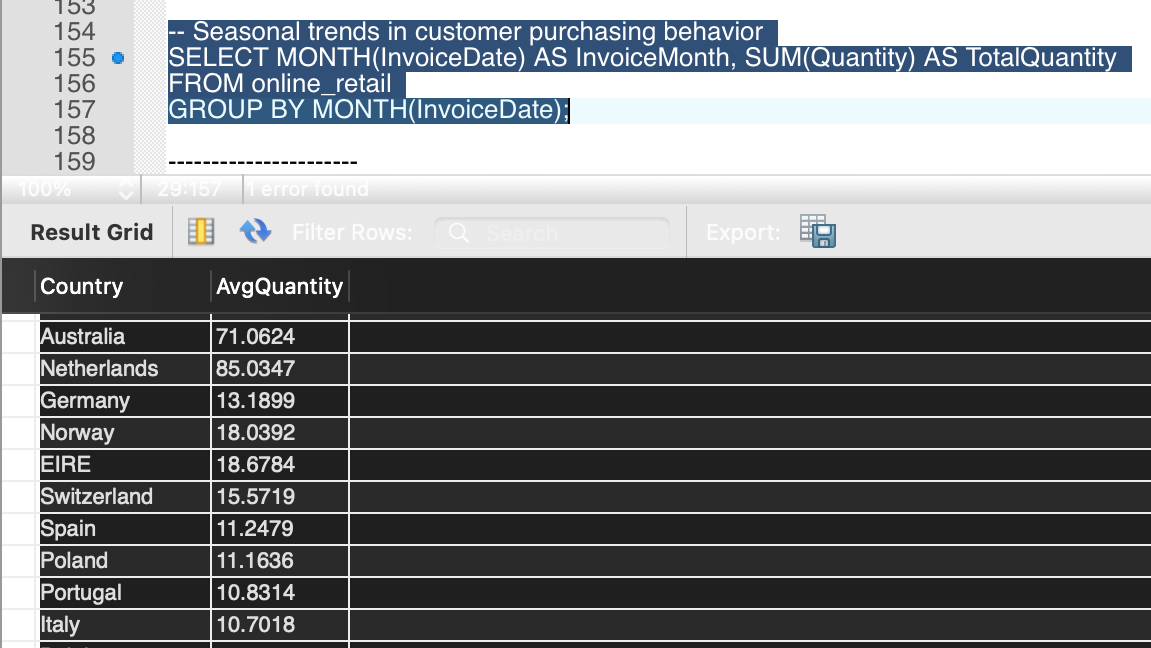 153
154 -- Seasonal trends in customer purchasing behavior
155 SELECT MONTH(InvoiceDate) AS InvoiceMonth, SUM(Quantity) AS TotalQuantity
156 FROM online_retail
157 GROUP BY MONTH(InvoiceDate);
158
159 ----------------------
100% 29:157 1 error found
Result Grid Filter Rows: Search Export:
Country AvgQuantity
Australia 71.0624
Netherlands 85.0347
Germany 13.1899
Norway 18.0392
EIRE 18.6784
Switzerland 15.5719
Spain 11.2479
Poland 11.1636
Portugal 10.8314
Italy 10.7018